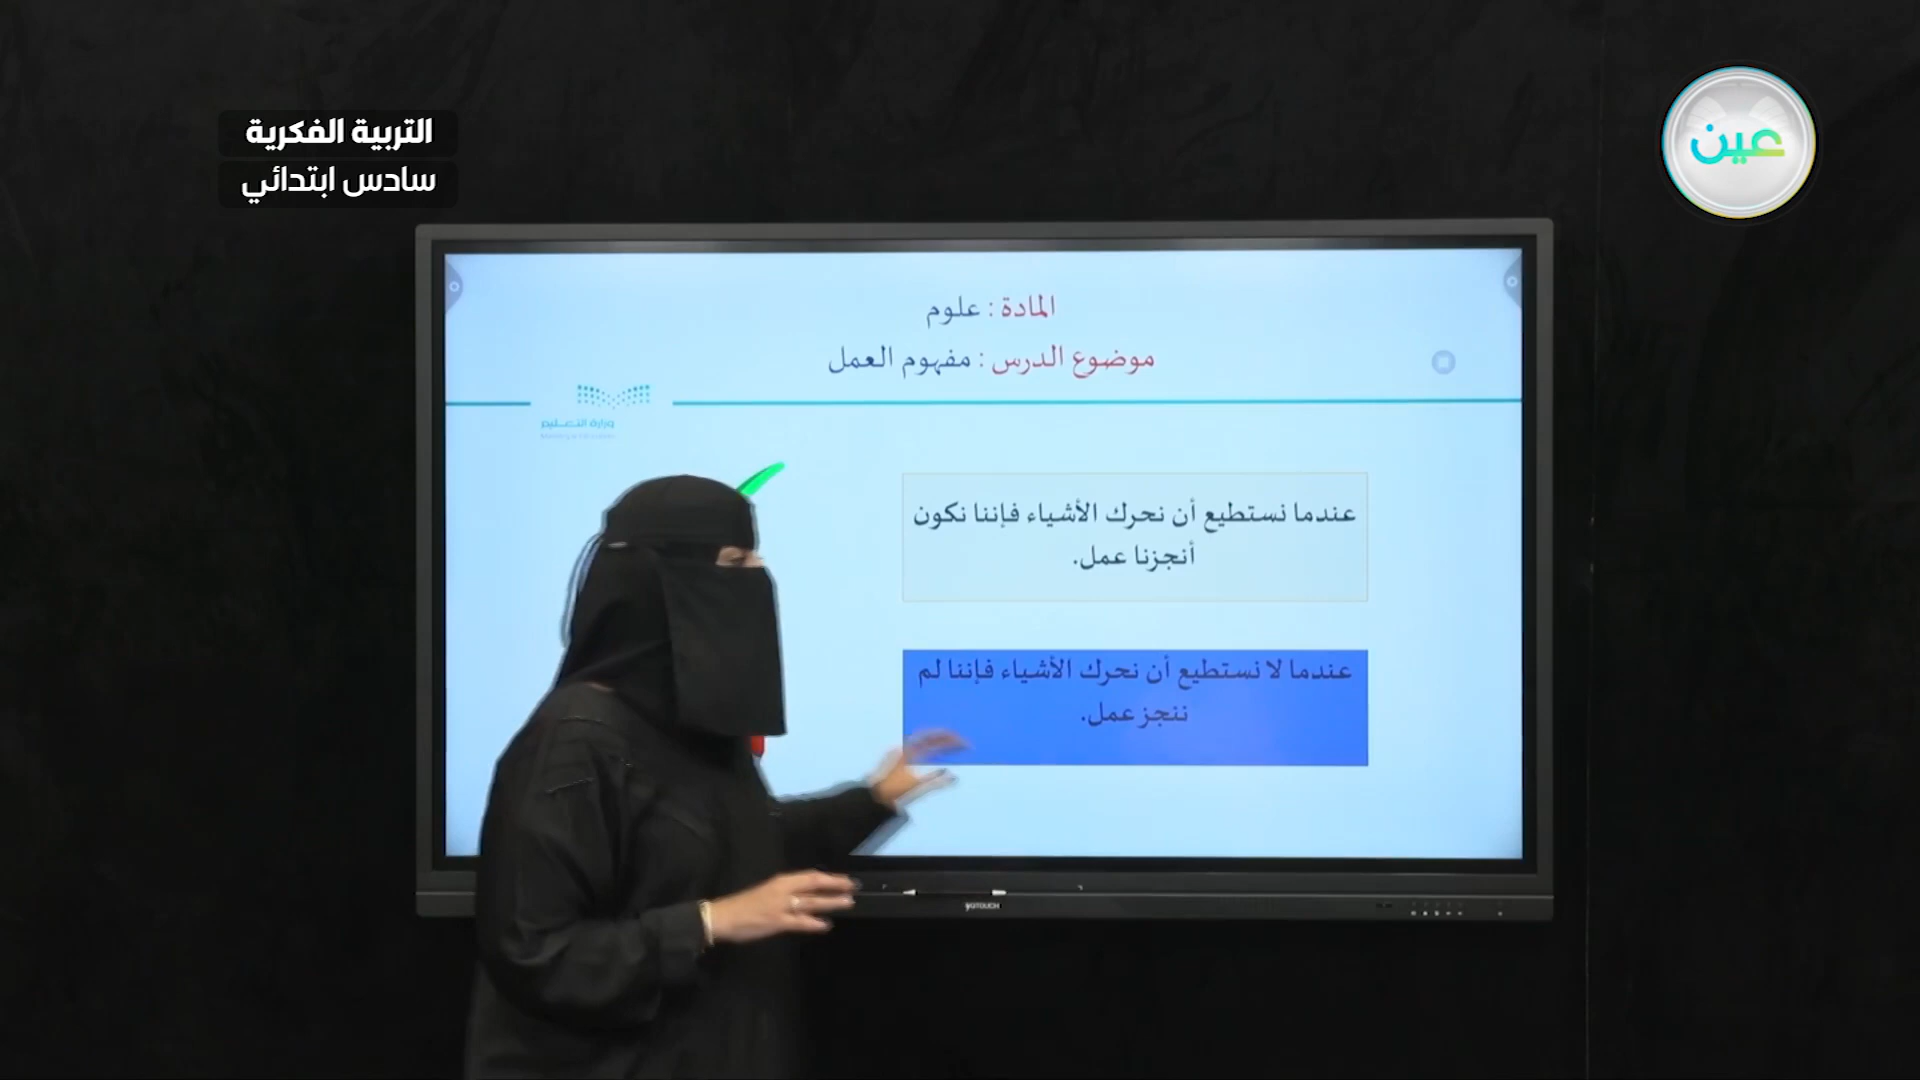 التربية الفكرية
سادس ابتدائي
عين
المادة : علوم
موضوع الدرس : مفهوم العمل
وزارة التعليم
عندما نستطيع أن نحرك الأشياء فإننا نكون
أنجزنا عمل.
عندما لا نستطيع أن نحرك الأشياء فإننا لم
ننجز عمل.